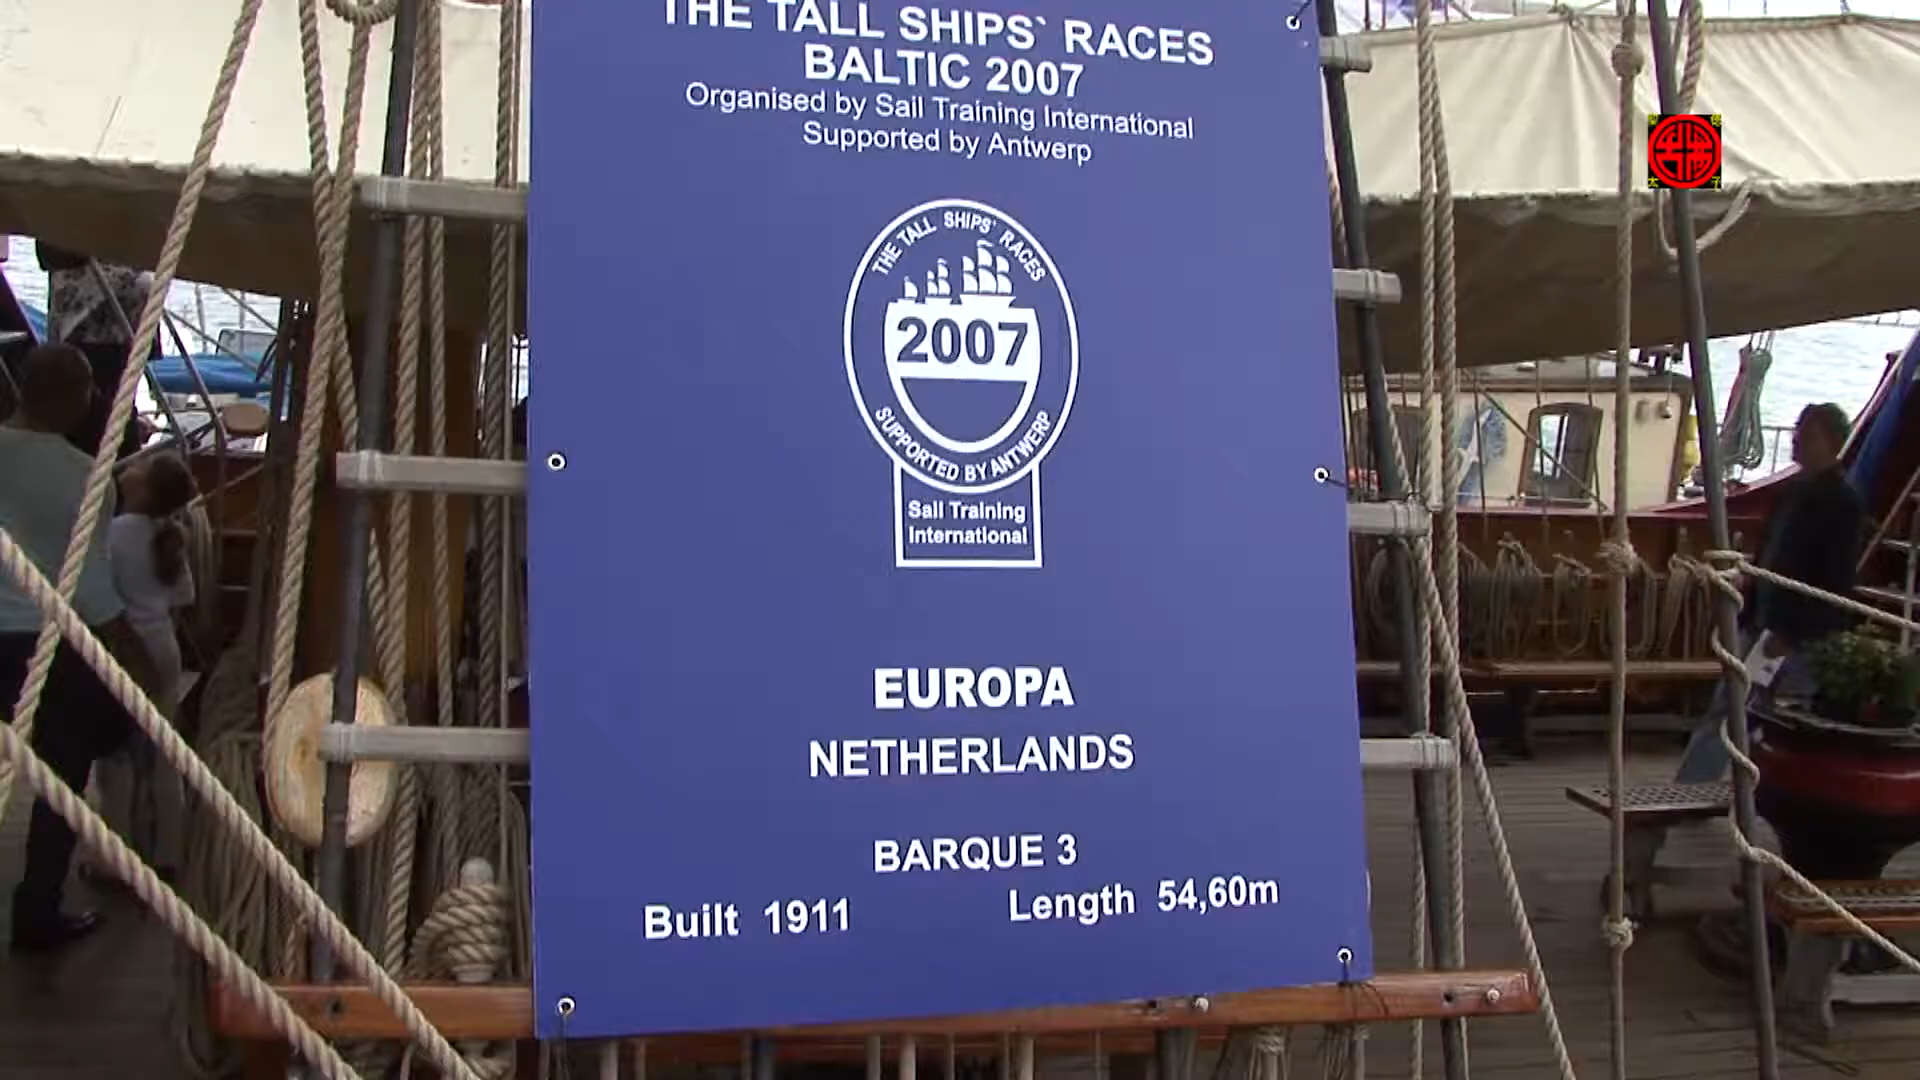 THE TALL SHIPS` RACES
BALTIC 2007
Organised by Sail Training International
Supported by Antwerp
THE TALL SHIPS` RACES
2007
SUPPORTED BY ANTWERP
Sail Training
International
EUROPA
NETHERLANDS
BARQUE 3
Built 1911 Length 54,60m